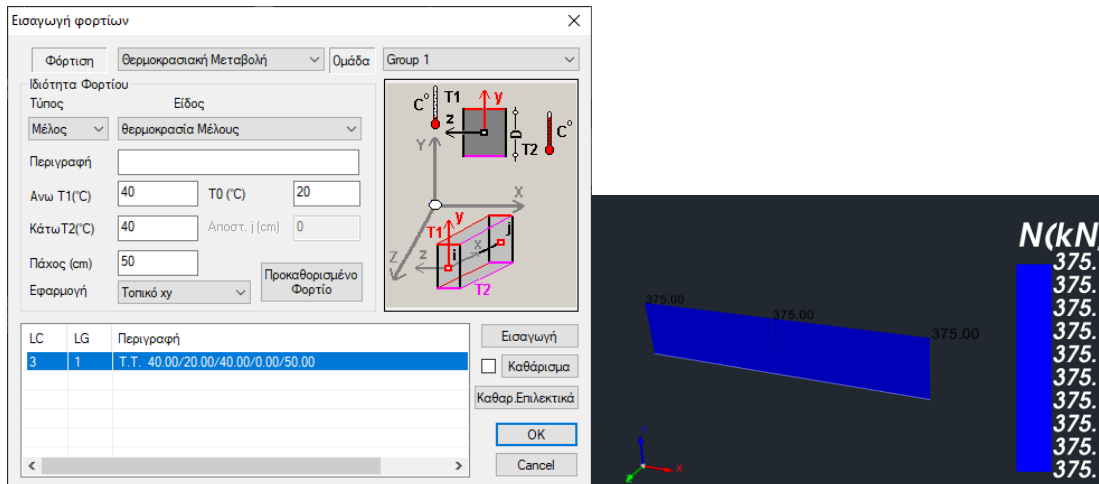 Εισαγωγή φορτίων
Φόρτιση Θερμοκρασιακή Μεταβολή Ομάδα Group 1
Ιδιότητα Φορτίου
Τύπος Είδος
Μέλος θερμοκρασία Μέλους
Περιγραφή
Ανω T1(°C) 40 T0 (°C) 20
ΚάτωT2(°C) 40 Αποστ. j (cm) 0
Πάχος (cm) 50
Εφαρμογή Τοπικό xy Προκαθορισμένο Φορτίο
C° T1 y
z D C°
T2
Y
X
T1 y
z x j
i
Z
T2
LC LG Περιγραφή
3 1 T.T. 40.00/20.00/40.00/0.00/50.00
Εισαγωγή
Καθάρισμα
Καθαρ.Επιλεκτικά
OK
Cancel
N(kN)
375.00
375.00
375.00
375.
375.
375.
375.
375.
375.
375.
375.
375.
375.
X